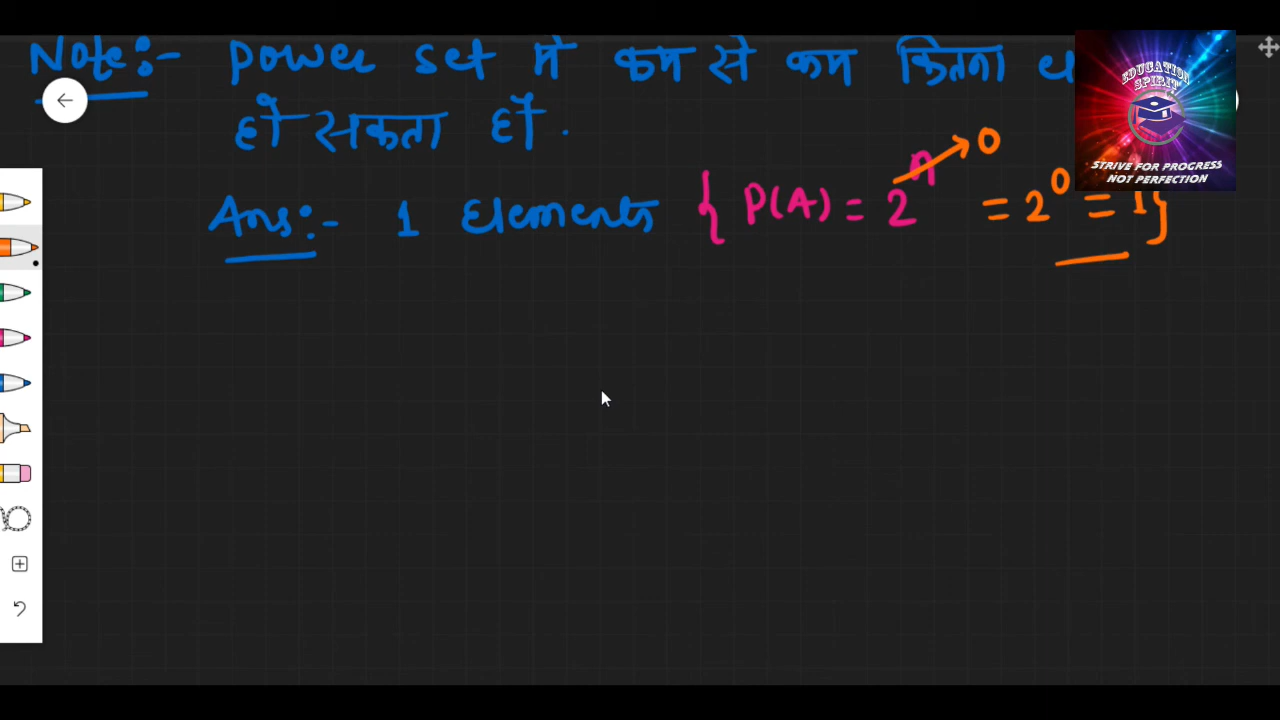 Note:- Power set में कम से कम कितना
हो सकता है.
Ans:- 1 Elements { P(A) = 2^n → 0 = 2^0 = 1}
EDUCATION
SPIRIT
STRIVE FOR PROGRESS
NOT PERFECTION